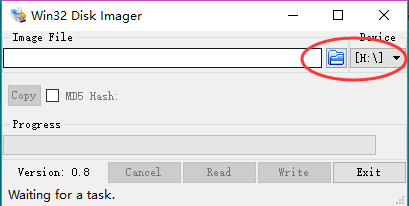 Win32 Disk Imager
Image File
Device
[H:\]
Copy
MD5 Hash:
Progress
Version: 0.8
Cancel
Read
Write
Exit
Waiting for a task.